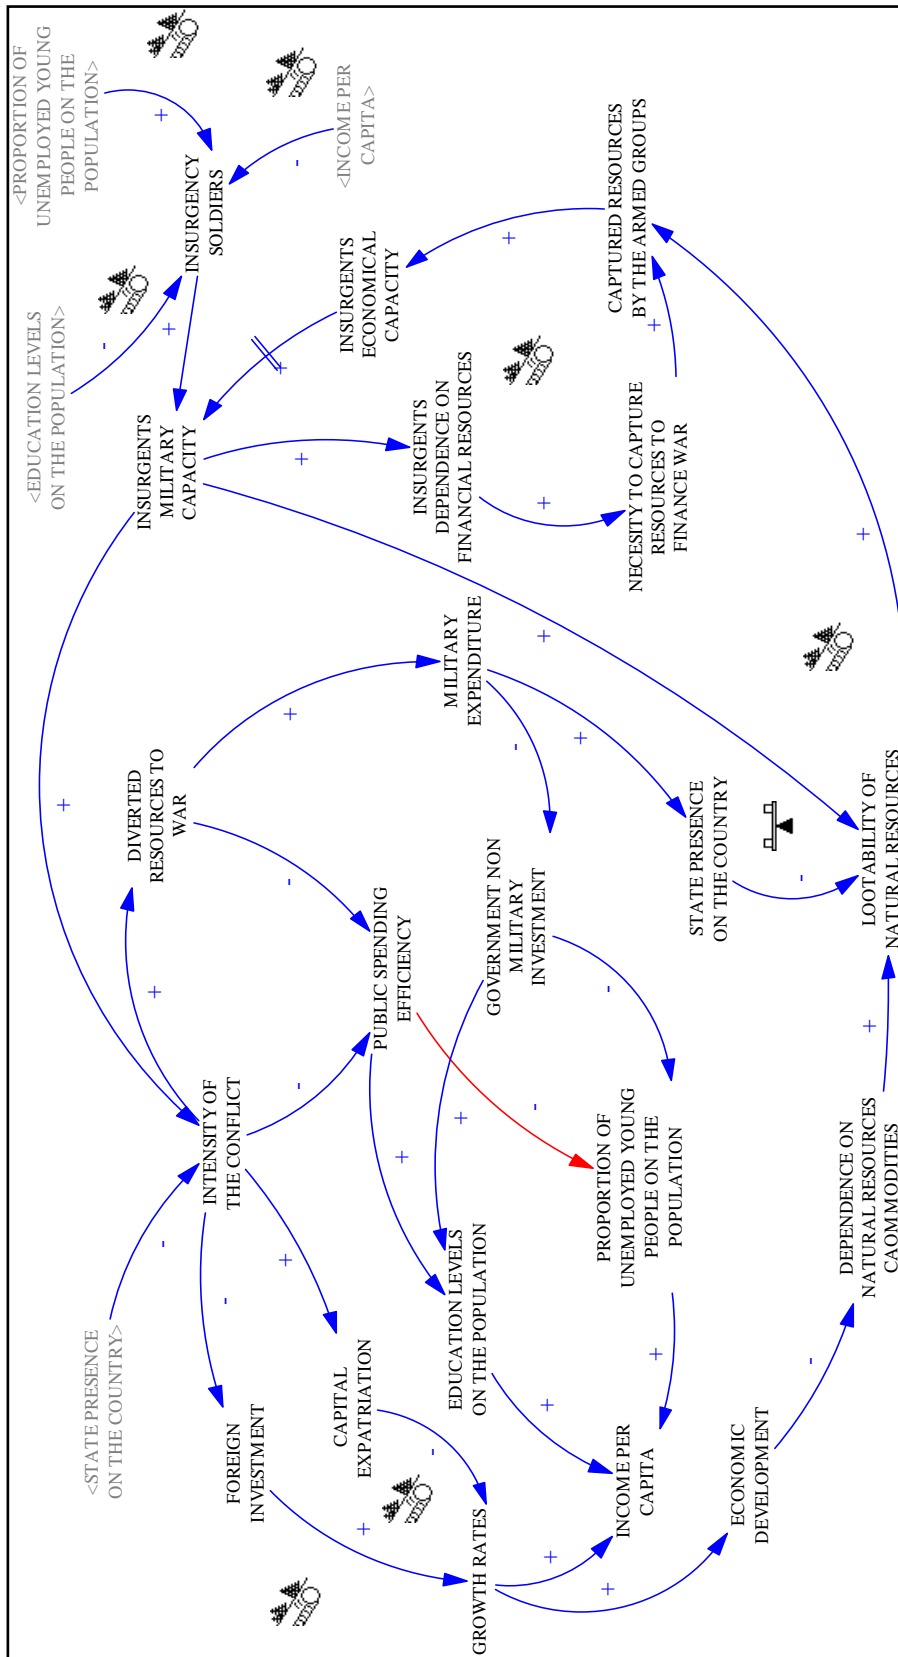 <PROPORTION OF
UNEMPLOYED YOUNG
PEOPLE ON THE
POPULATION>
<INCOME PER
CAPITA>
<EDUCATION LEVELS
ON THE POPULATION>
INSURGENCY
SOLDIERS
INSURGENTS
ECONOMICAL
CAPACITY
CAPTURED RESOURCES
BY THE ARMED GROUPS
INSURGENTS
MILITARY
CAPACITY
INSURGENTS
DEPENDENCE ON
FINANCIAL RESOURCES
NECESITY TO CAPTURE
RESOURCES TO
FINANCE WAR
DIVERTED
RESOURCES TO
WAR
MILITARY
EXPENDITURE
STATE PRESENCE
ON THE COUNTRY
LOOTABILITY OF
NATURAL RESOURCES
PUBLIC SPENDING
EFFICIENCY
GOVERNMENT NON
MILITARY
INVESTMENT
INTENSITY OF
THE CONFLICT
<STATE PRESENCE
ON THE COUNTRY>
FOREIGN
INVESTMENT
CAPITAL
EXPATRIATION
EDUCATION LEVELS
ON THE POPULATION
PROPORTION OF
UNEMPLOYED YOUNG
PEOPLE ON THE
POPULATION
DEPENDENCE ON
NATURAL RESOURCES
CAOMMODITIES
GROWTH RATES
INCOME PER
CAPITA
ECONOMIC
DEVELOPMENT